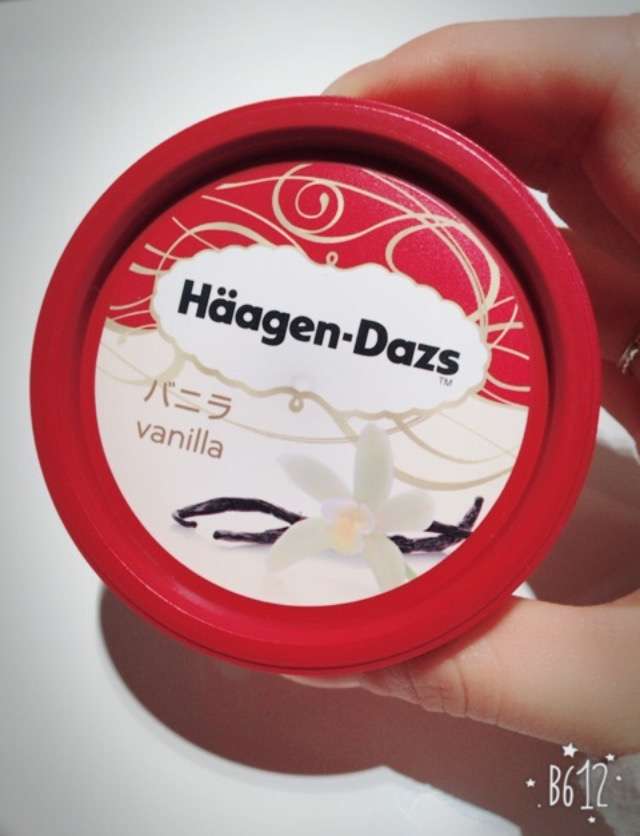 Häagen-Dazs
TM
バニラ
vanilla
B612